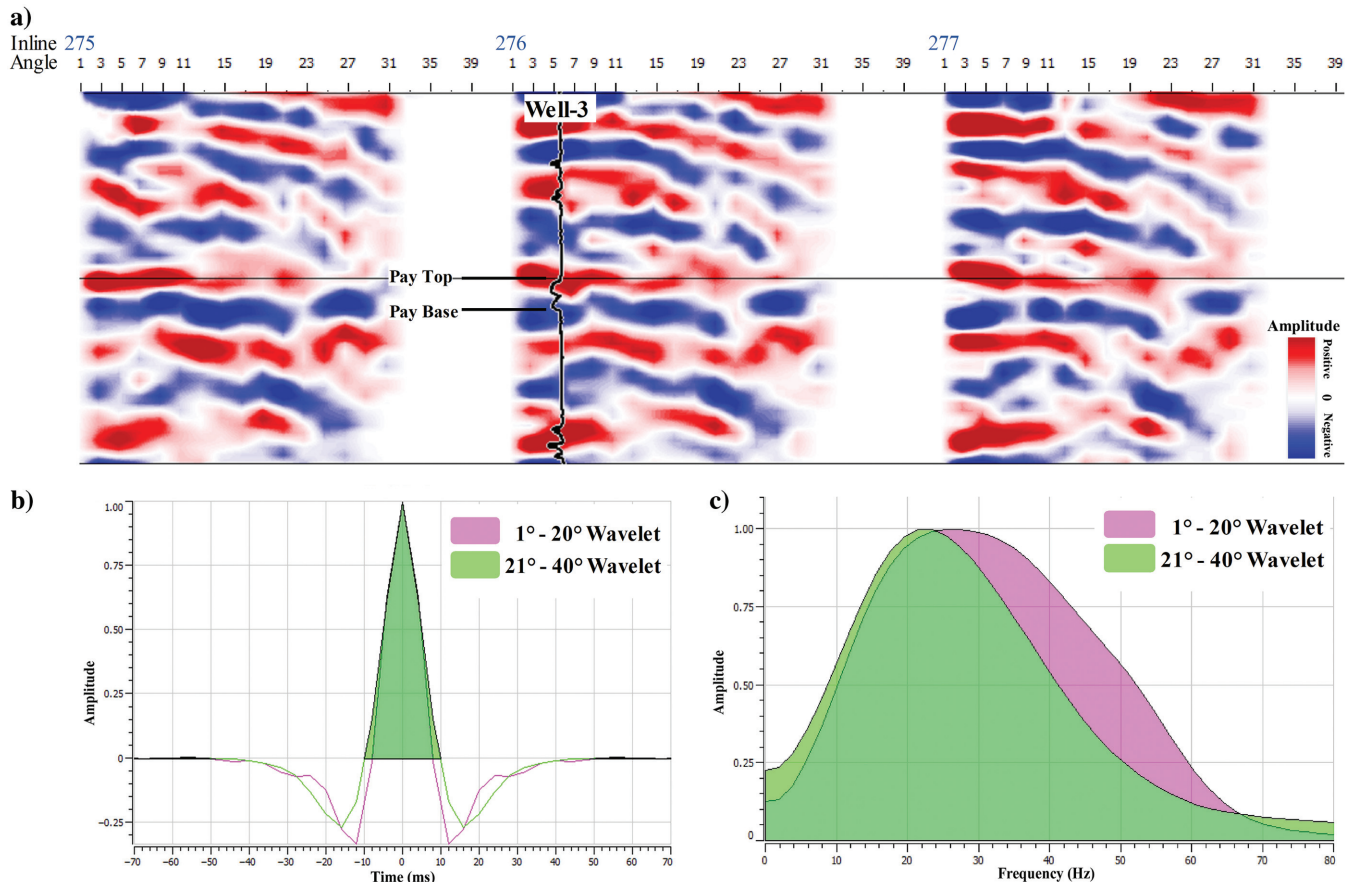 a)
Inline 275 276 277
Angle 1 3 5 7 9 11 15 19 23 27 31 35 39 1 3 5 7 9 11 15 19 23 27 31 35 39 1 3 5 7 9 11 15 19 23 27 31 35 39
Well-3
Pay Top
Pay Base
Amplitude
Positive
0
Negative
b)
1.00
0.75
0.50
0.25
0
−0.25
Amplitude
1° - 20° Wavelet
21° - 40° Wavelet
−70 −60 −50 −40 −30 −20 −10 0 10 20 30 40 50 60 70
Time (ms)
c)
1.00
0.75
0.50
0.25
0
Amplitude
1° - 20° Wavelet
21° - 40° Wavelet
0 10 20 30 40 50 60 70 80
Frequency (Hz)